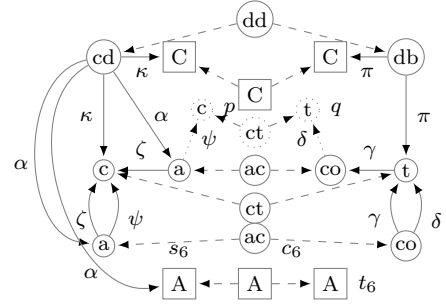 dd
cd κ C C π db
C
c p t q
κ α ψ ct δ π
α ζ γ
c a ac co t
ct
ζ ψ γ δ
ac
a s₆ c₆ co
α A A A t₆